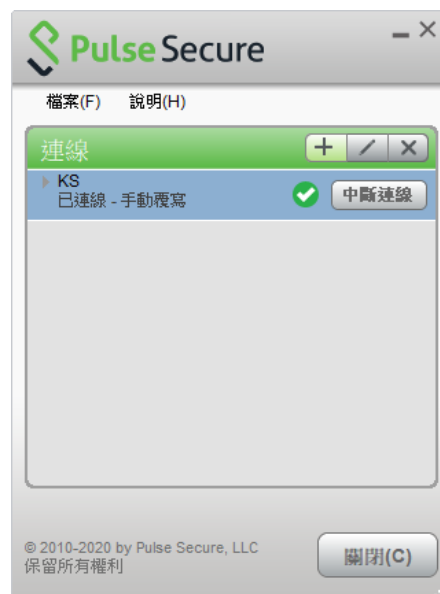 Pulse Secure
檔案(F) 說明(H)
連線
KS
已連線 - 手動覆寫
中斷連線
© 2010-2020 by Pulse Secure, LLC
保留所有權利
關閉(C)